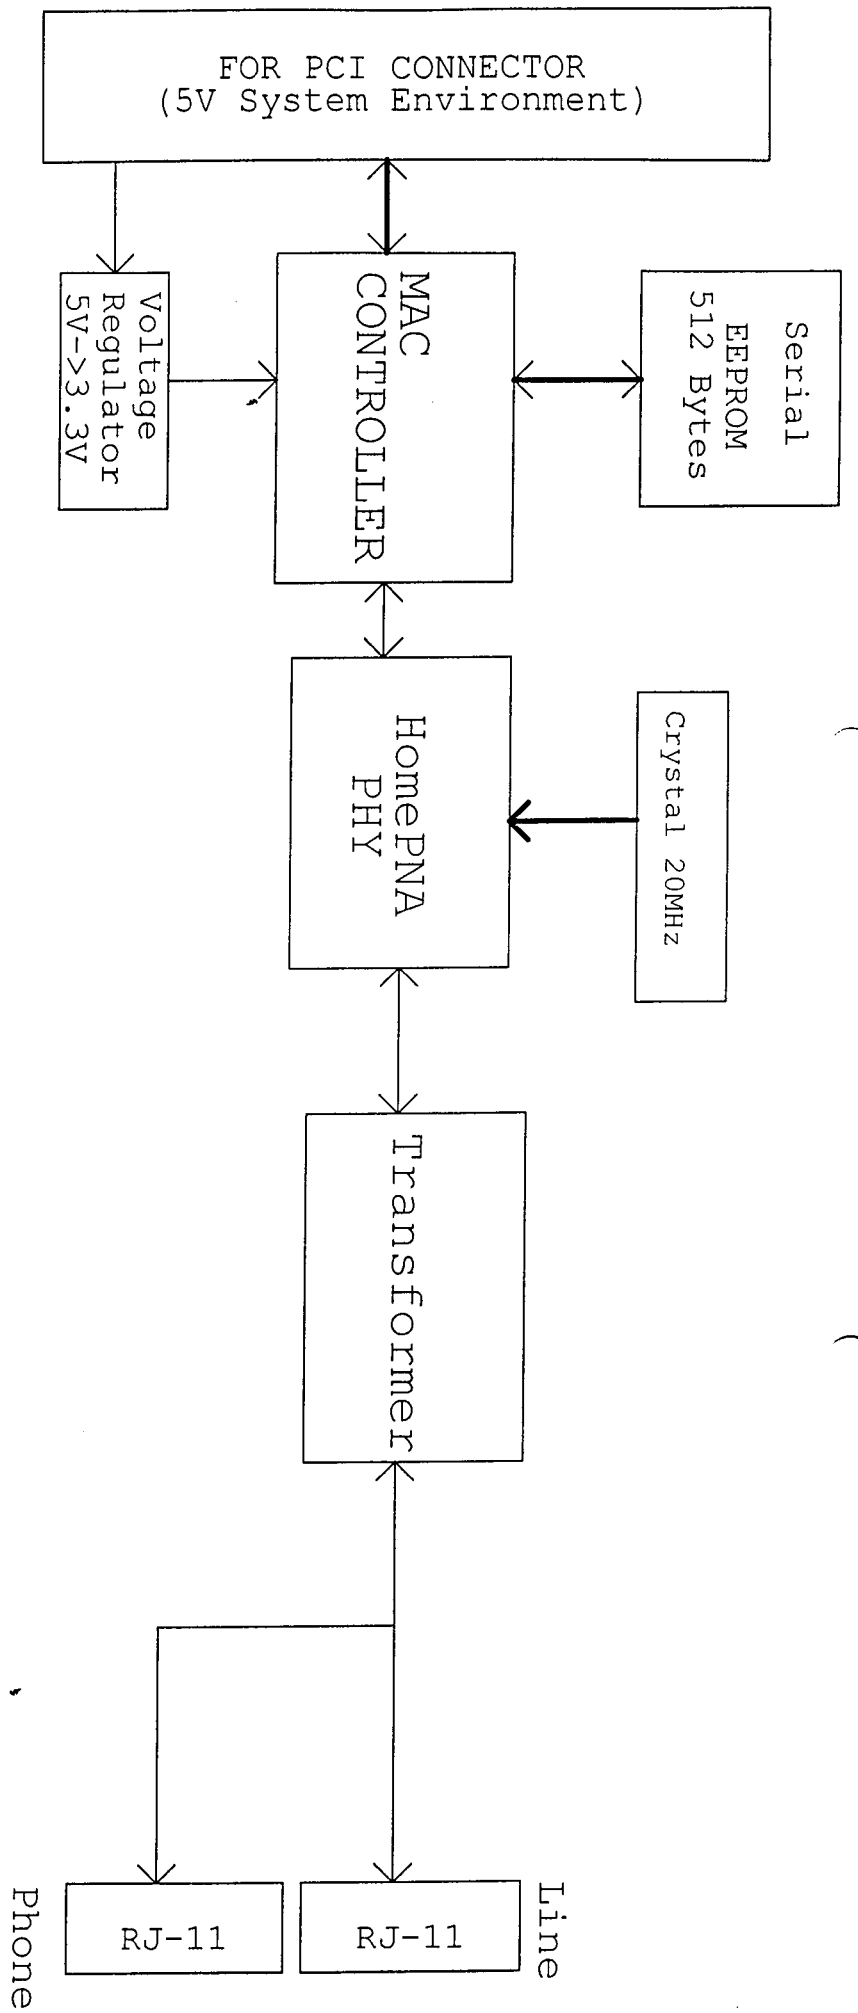 FOR PCI CONNECTOR
(5V System Environment)
Voltage
Regulator
5V->3.3V
MAC
CONTROLLER
Serial
EEPROM
512 Bytes
HomePNA
PHY
Crystal 20MHz
Transformer
Line
RJ-11
RJ-11
Phone